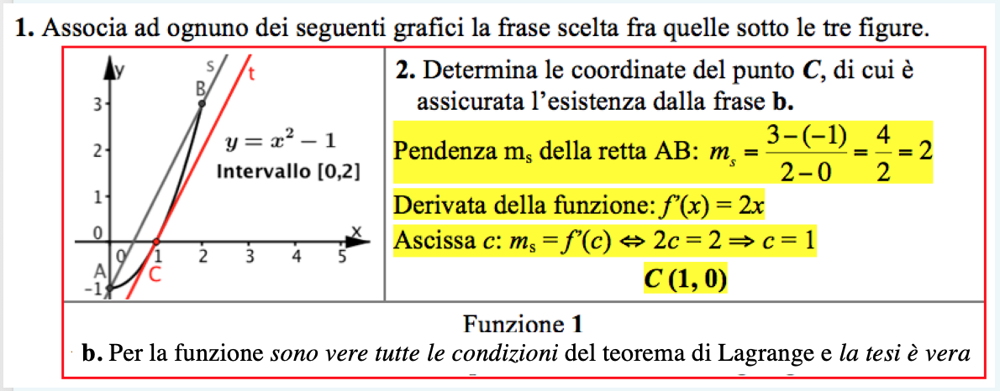 1. Associa ad ognuno dei seguenti grafici la frase scelta fra quelle sotto le tre figure.
y
s
t
B
3
2
1
0
y = x² – 1
Intervallo [0,2]
x
0 1 2 3 4 5
A
C
-1
2. Determina le coordinate del punto C, di cui è
assicurata l’esistenza dalla frase b.
Pendenza mₛ della retta AB: mₛ = (3–(–1))/(2–0) = 4/2 = 2
Derivata della funzione: f’(x) = 2x
Ascissa c: mₛ = f’(c) ⇔ 2c = 2 ⇒ c = 1
C (1, 0)
Funzione 1
b. Per la funzione sono vere tutte le condizioni del teorema di Lagrange e la tesi è vera